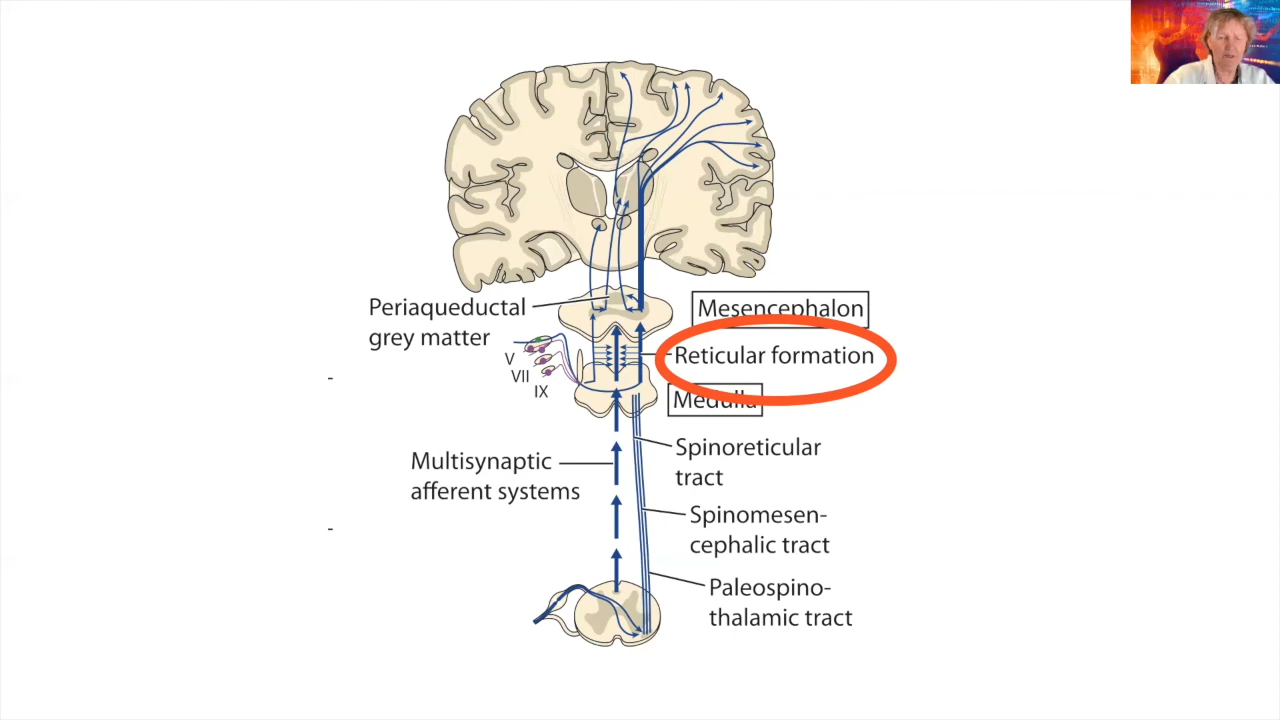 Periaqueductal
grey matter
Mesencephalon
Reticular formation
V
VII
IX
Medulla
Multisynaptic
afferent systems
Spinoreticular
tract
Spinomesen-
cephalic tract
Paleospino-
thalamic tract
-
-